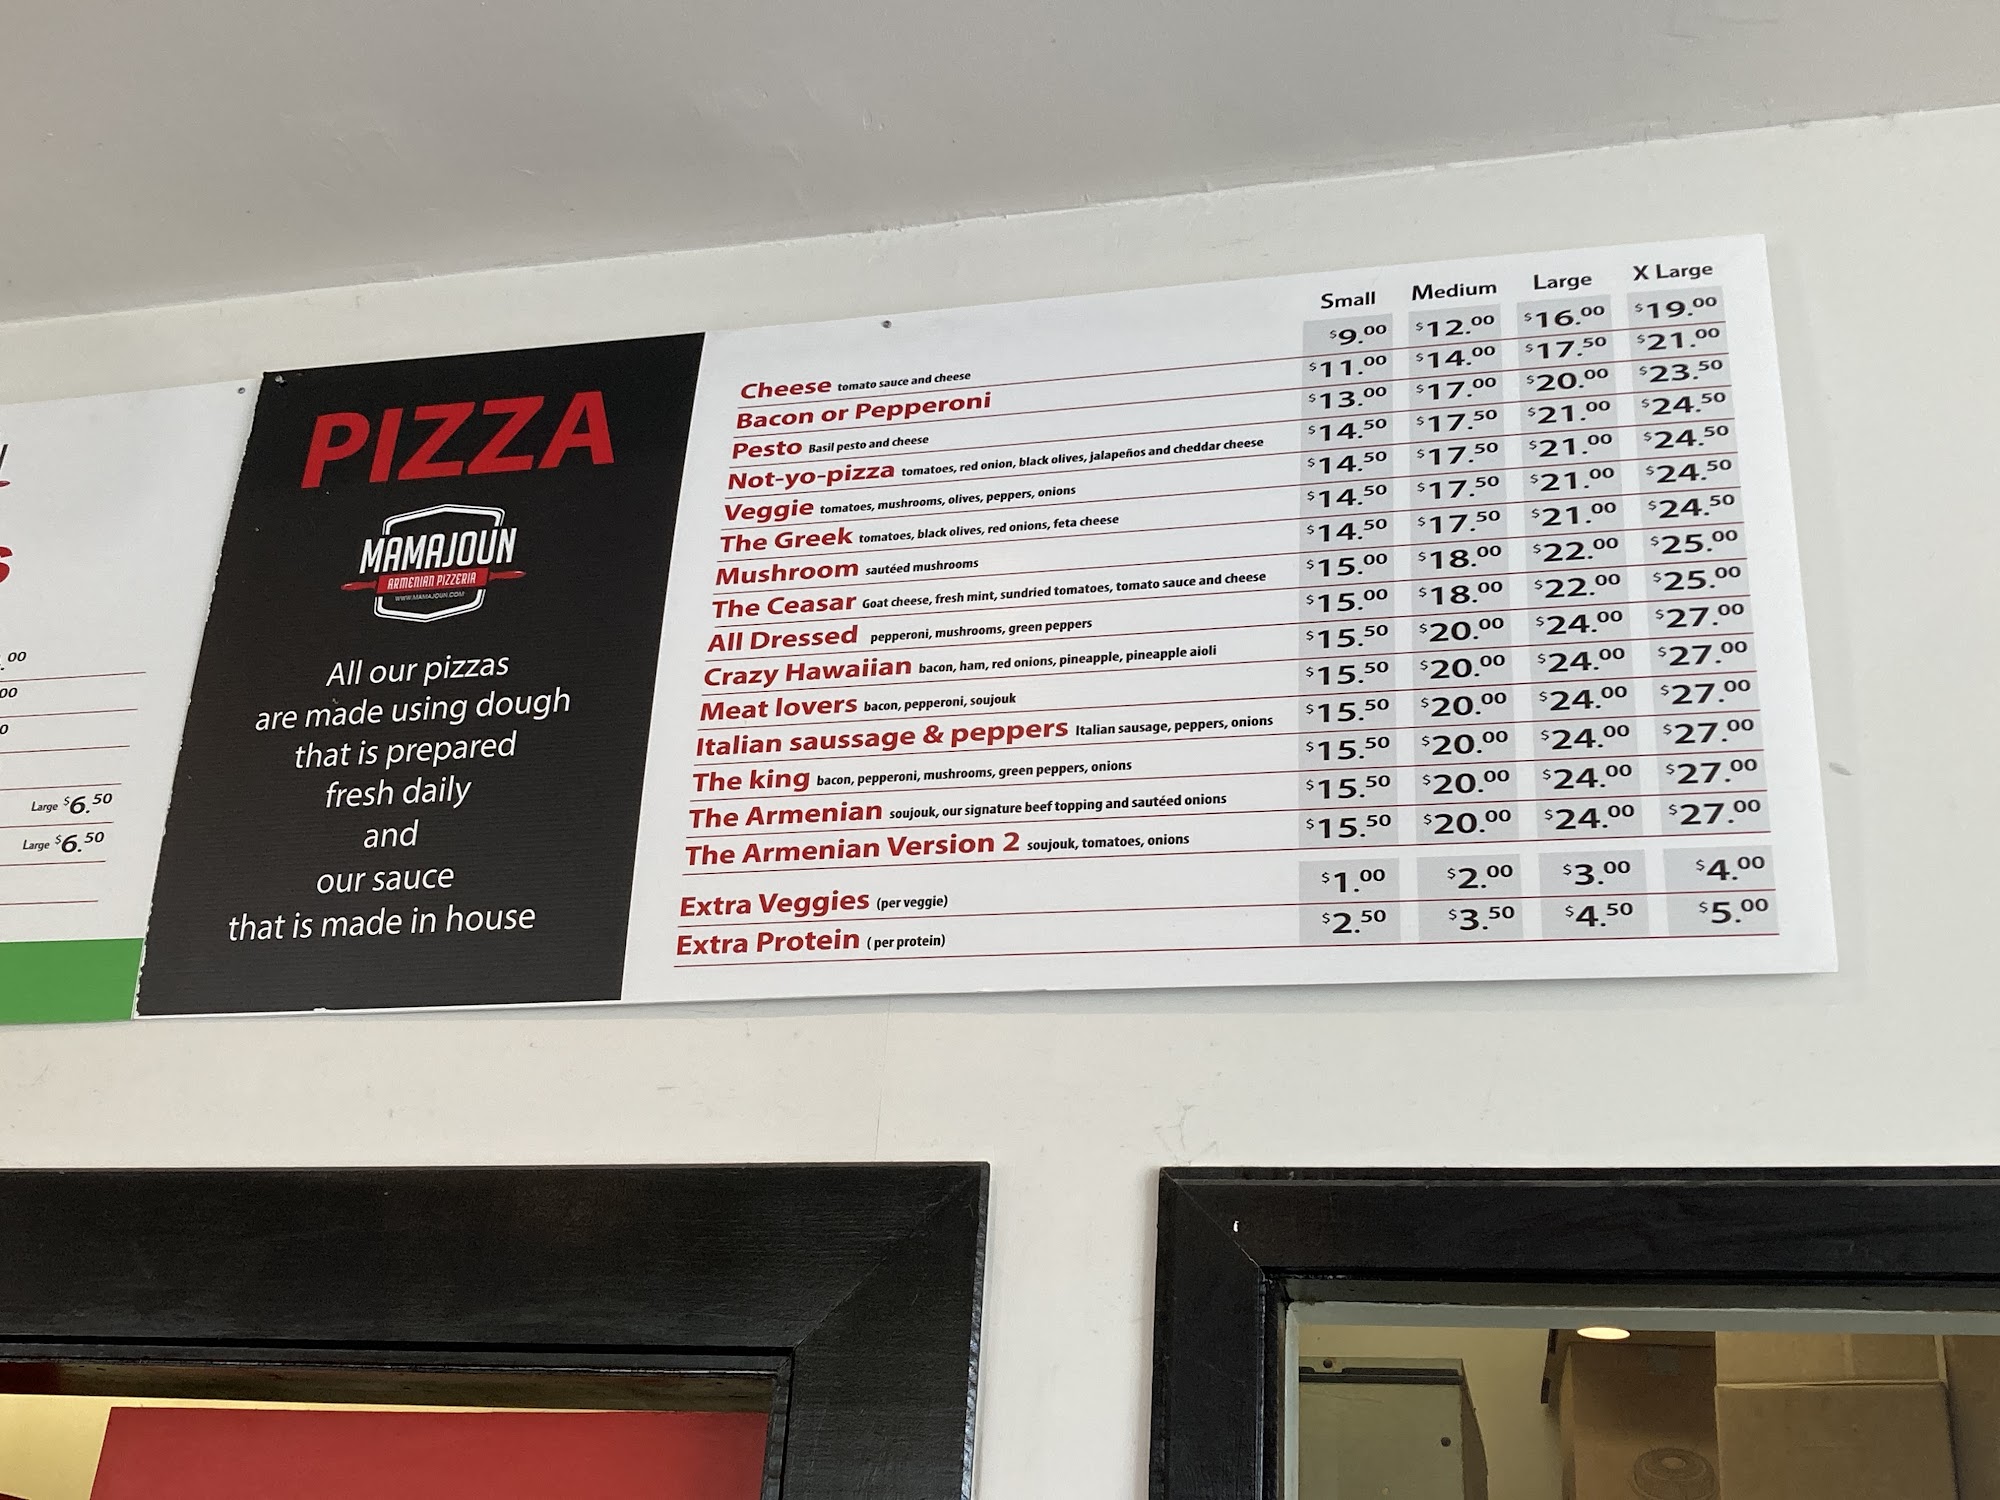 .00
00
0
Large $6.50
Large $6.50
PIZZA
MAMAJOUN
ARMENIAN PIZZERIA
WWW.MAMAJOUN.COM
All our pizzas
are made using dough
that is prepared
fresh daily
and
our sauce
that is made in house
Small Medium Large X Large
Cheese tomato sauce and cheese $9.00 $12.00 $16.00 $19.00
Bacon or Pepperoni $11.00 $14.00 $17.50 $21.00
Pesto Basil pesto and cheese $13.00 $17.00 $20.00 $23.50
Not-yo-pizza tomatoes, red onion, black olives, jalapeños and cheddar cheese $14.50 $17.50 $21.00 $24.50
Veggie tomatoes, mushrooms, olives, peppers, onions $14.50 $17.50 $21.00 $24.50
The Greek tomatoes, black olives, red onions, feta cheese $14.50 $17.50 $21.00 $24.50
Mushroom sautéed mushrooms $14.50 $17.50 $21.00 $24.50
The Ceasar Goat cheese, fresh mint, sundried tomatoes, tomato sauce and cheese $15.00 $18.00 $22.00 $25.00
All Dressed pepperoni, mushrooms, green peppers $15.00 $18.00 $22.00 $25.00
Crazy Hawaiian bacon, ham, red onions, pineapple, pineapple aioli $15.50 $20.00 $24.00 $27.00
Meat lovers bacon, pepperoni, soujouk $15.50 $20.00 $24.00 $27.00
Italian saussage & peppers Italian sausage, peppers, onions $15.50 $20.00 $24.00 $27.00
The king bacon, pepperoni, mushrooms, green peppers, onions $15.50 $20.00 $24.00 $27.00
The Armenian soujouk, our signature beef topping and sautéed onions $15.50 $20.00 $24.00 $27.00
The Armenian Version 2 soujouk, tomatoes, onions $15.50 $20.00 $24.00 $27.00
Extra Veggies (per veggie) $1.00 $2.00 $3.00 $4.00
Extra Protein (per protein) $2.50 $3.50 $4.50 $5.00